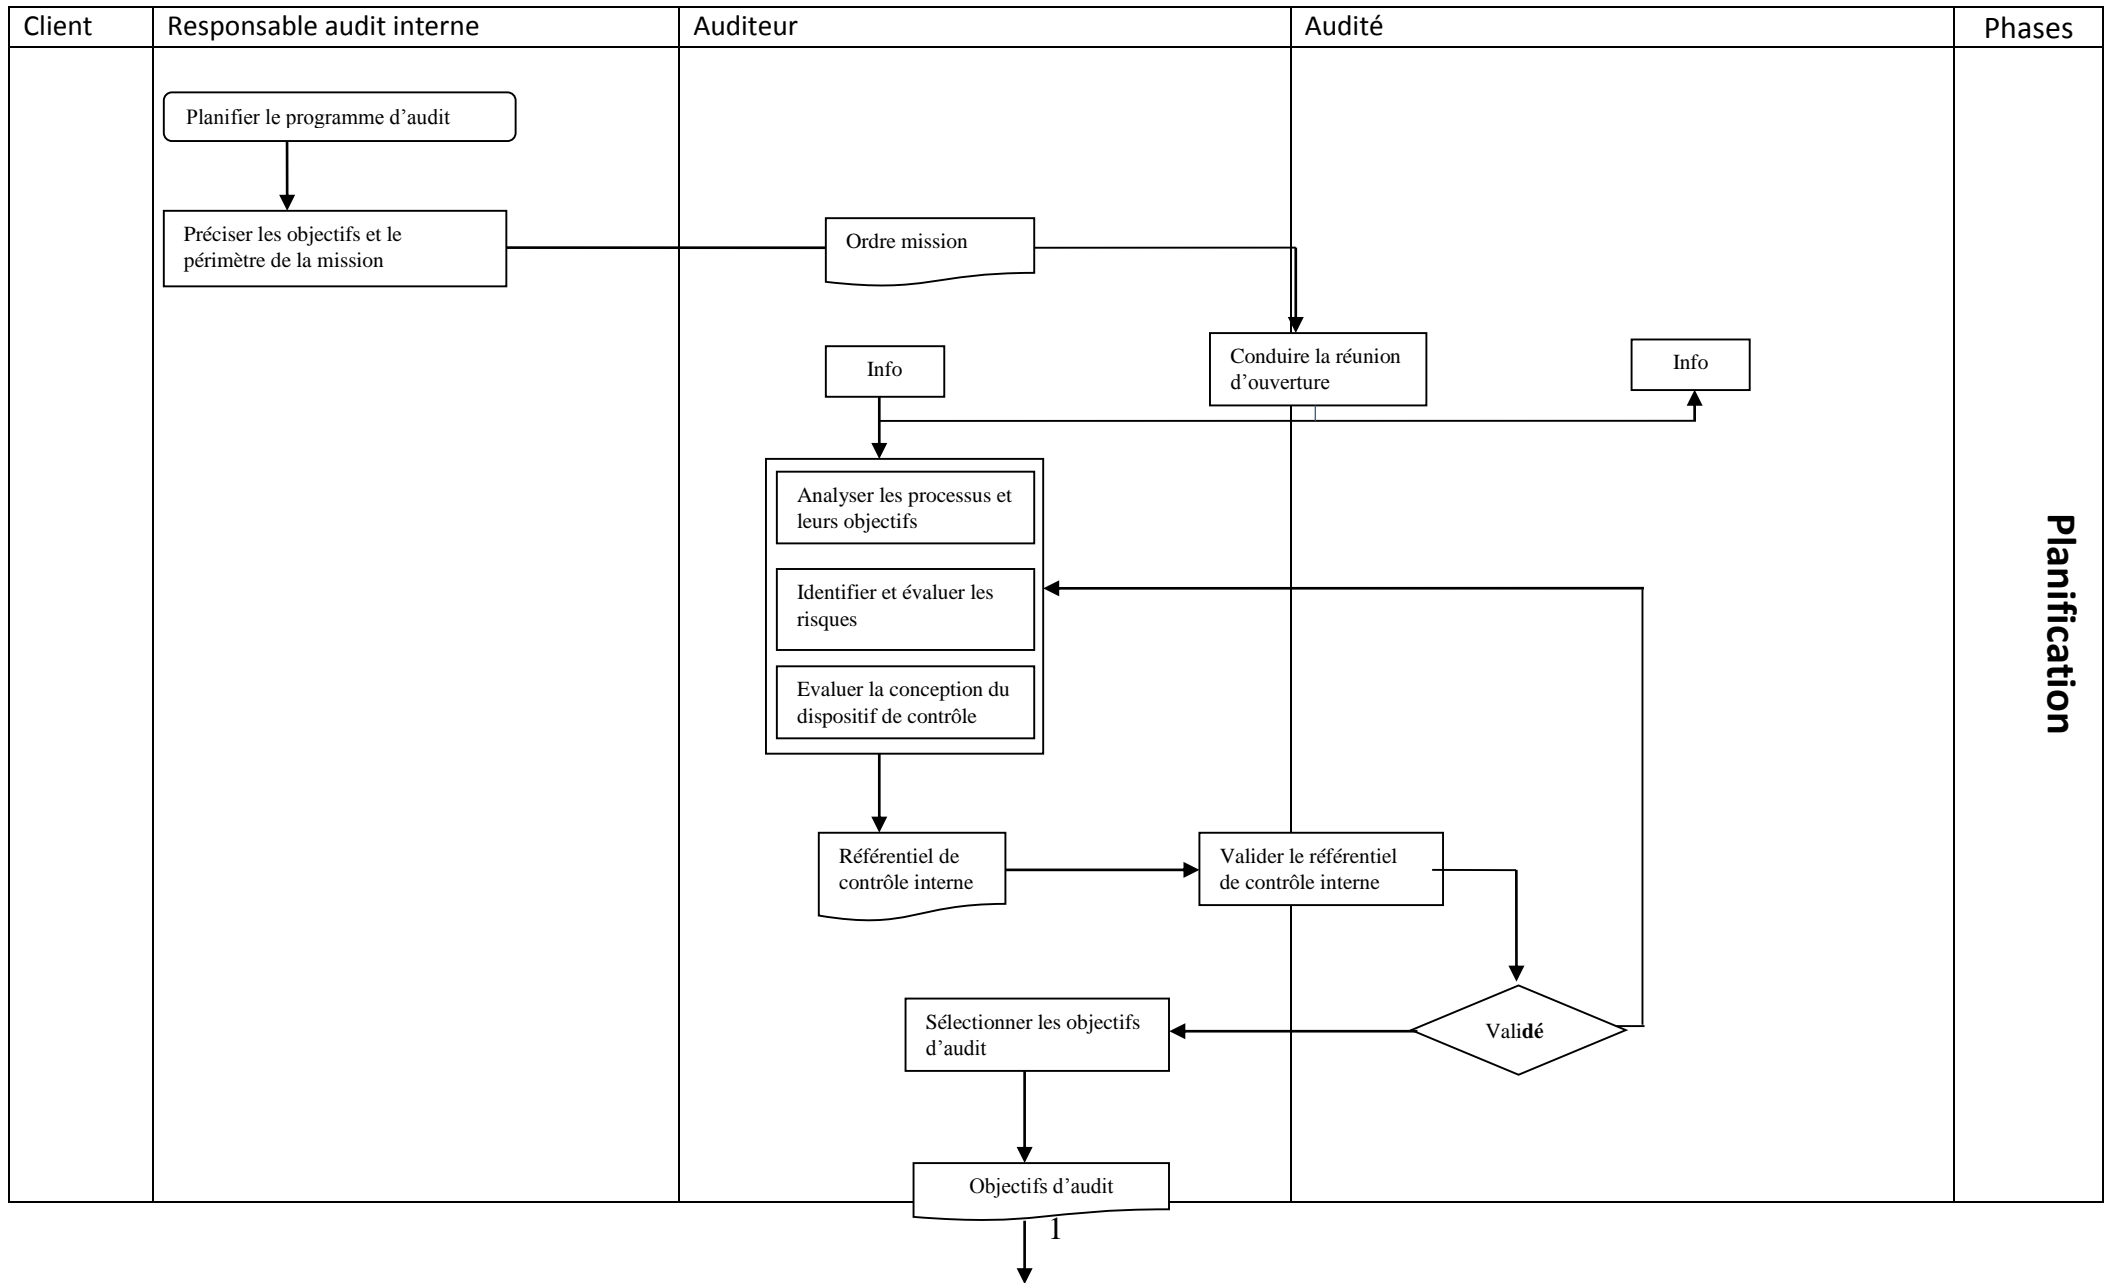 Client
Responsable audit interne
Auditeur
Audité
Phases
Planifier le programme d’audit
Préciser les objectifs et le
périmètre de la mission
Ordre mission
Info
Conduire la réunion
d’ouverture
Info
Analyser les processus et
leurs objectifs
Identifier et évaluer les
risques
Evaluer la conception du
dispositif de contrôle
Planification
Référentiel de
contrôle interne
Valider le référentiel
de contrôle interne
Sélectionner les objectifs
d’audit
Validé
Objectifs d’audit
1